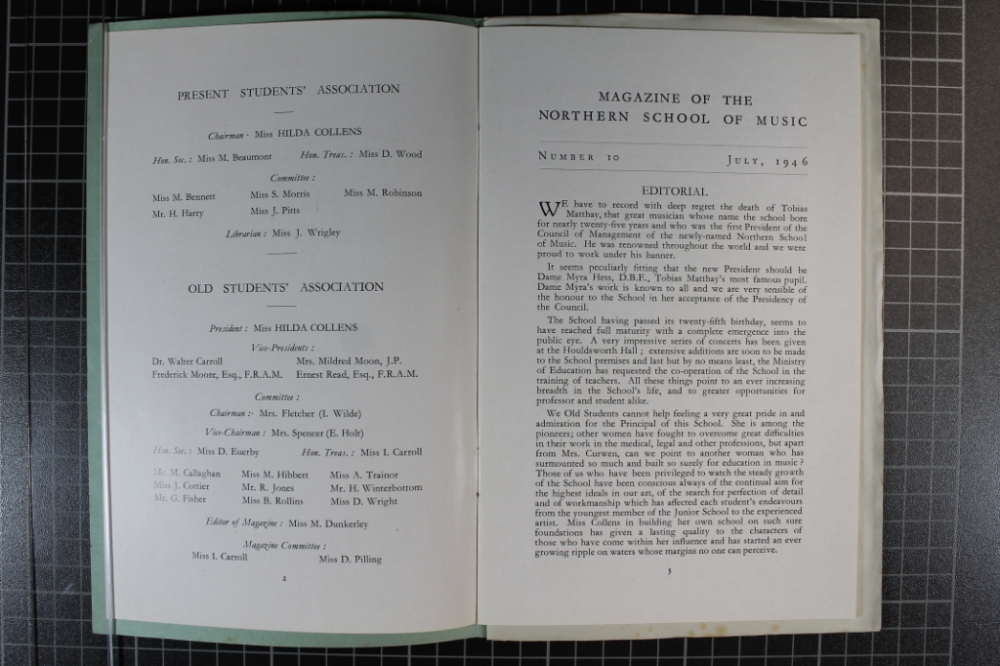 PRESENT STUDENTS' ASSOCIATION
Chairman · Miss HILDA COLLENS
Hon. Sec. : Miss M. Beaumont Hon. Treas. : Miss D. Wood
Committee :
Miss M. Bennett Miss S. Morris Miss M. Robinson
Mr. H. Harry Miss J. Pitts
Librarian : Miss J. Wrigley
OLD STUDENTS' ASSOCIATION
President : Miss HILDA COLLENS
Vice-Presidents :
Dr. Walter Carroll Mrs. Mildred Moon, J.P.
Frederick Moore, Esq., F.R.A.M. Ernest Read, Esq., F.R.A.M.
Committee :
Chairman : Mrs. Fletcher (I. Wilde)
Vice-Chairman : Mrs. Spencer (E. Holt)
Hon. Sec. : Miss D. Euerby Hon. Treas. : Miss I. Carroll
Mr. M. Callaghan Miss M. Hibbert Miss A. Trainor
Miss J. Cottier Mr. R. Jones Mr. H. Winterbottom
Mr. G. Fisher Miss B. Rollins Miss D. Wright
Editor of Magazine : Miss M. Dunkerley
Magazine Committee :
Miss I. Carroll Miss D. Pilling
2
MAGAZINE OF THE
NORTHERN SCHOOL OF MUSIC
NUMBER 10 JULY, 1946
EDITORIAL
WE have to record with deep regret the death of Tobias
Matthay, that great musician whose name the school bore
for nearly twenty-five years and who was the first President of the
Council of Management of the newly-named Northern School
of Music. He was renowned throughout the world and we were
proud to work under his banner.
It seems peculiarly fitting that the new President should be
Dame Myra Hess, D.B.E., Tobias Matthay's most famous pupil.
Dame Myra's work is known to all and we are very sensible of
the honour to the School in her acceptance of the Presidency of
the Council.
The School having passed its twenty-fifth birthday, seems to
have reached full maturity with a complete emergence into the
public eye. A very impressive series of concerts has been given
at the Houldsworth Hall ; extensive additions are soon to be made
to the School premises and last but by no means least, the Ministry
of Education has requested the co-operation of the School in the
training of teachers. All these things point to an ever increasing
breadth in the School's life, and to greater opportunities for
professor and student alike.
We Old Students cannot help feeling a very great pride in and
admiration for the Principal of this School. She is among the
pioneers; other women have fought to overcome great difficulties
in their work in the medical, legal and other professions, but apart
from Mrs. Curwen, can we point to another woman who has
surmounted so much and built so surely for education in music ?
Those of us who have been privileged to watch the steady growth
of the School have been conscious always of the continual aim for
the highest ideals in our art, of the search for perfection of detail
and of workmanship which has affected each student's endeavours
from the youngest member of the Junior School to the experienced
artist. Miss Collens in building her own school on such sure
foundations has given a lasting quality to the characters of
those who have come within her influence and has started an ever
growing ripple on waters whose margins no one can perceive.
3